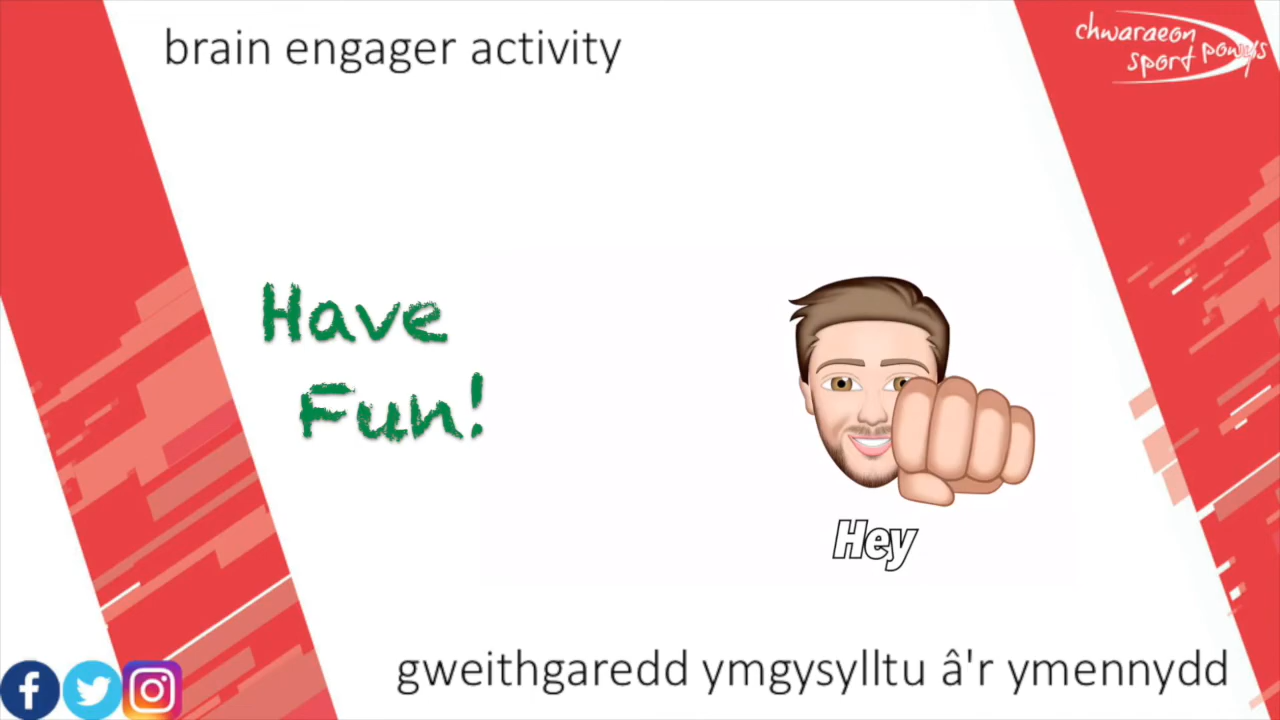 brain engager activity
chwaraeon
sport powys
Have
Fun!
Hey
gweithgaredd ymgysylltu â'r ymennydd